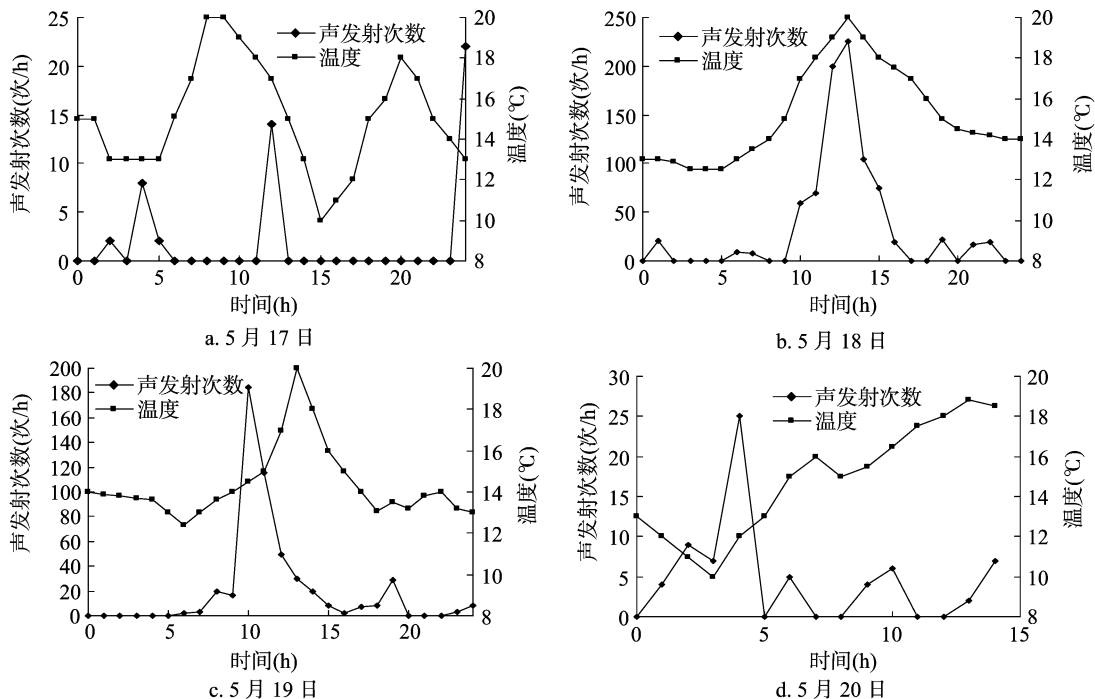 声发射次数(次/h)
30
25
20
15
10
5
0
声发射次数
温度
20
18
16
14
12
10
8
温度(℃)
0 5 10 15 20
时间(h)
a. 5 月 17 日
声发射次数(次/h)
250
200
150
100
50
0
声发射次数
温度
20
18
16
14
12
10
8
温度(℃)
0 5 10 15 20
时间(h)
b. 5 月 18 日
声发射次数(次/h)
200
180
160
140
120
100
80
60
40
20
0
声发射次数
温度
20
18
16
14
12
10
8
温度(℃)
0 5 10 15 20
时间(h)
c. 5 月 19 日
声发射次数(次/h)
30
25
20
15
10
5
0
声发射次数
温度
20
18
16
14
12
10
8
温度(℃)
0 5 10 15
时间(h)
d. 5 月 20 日